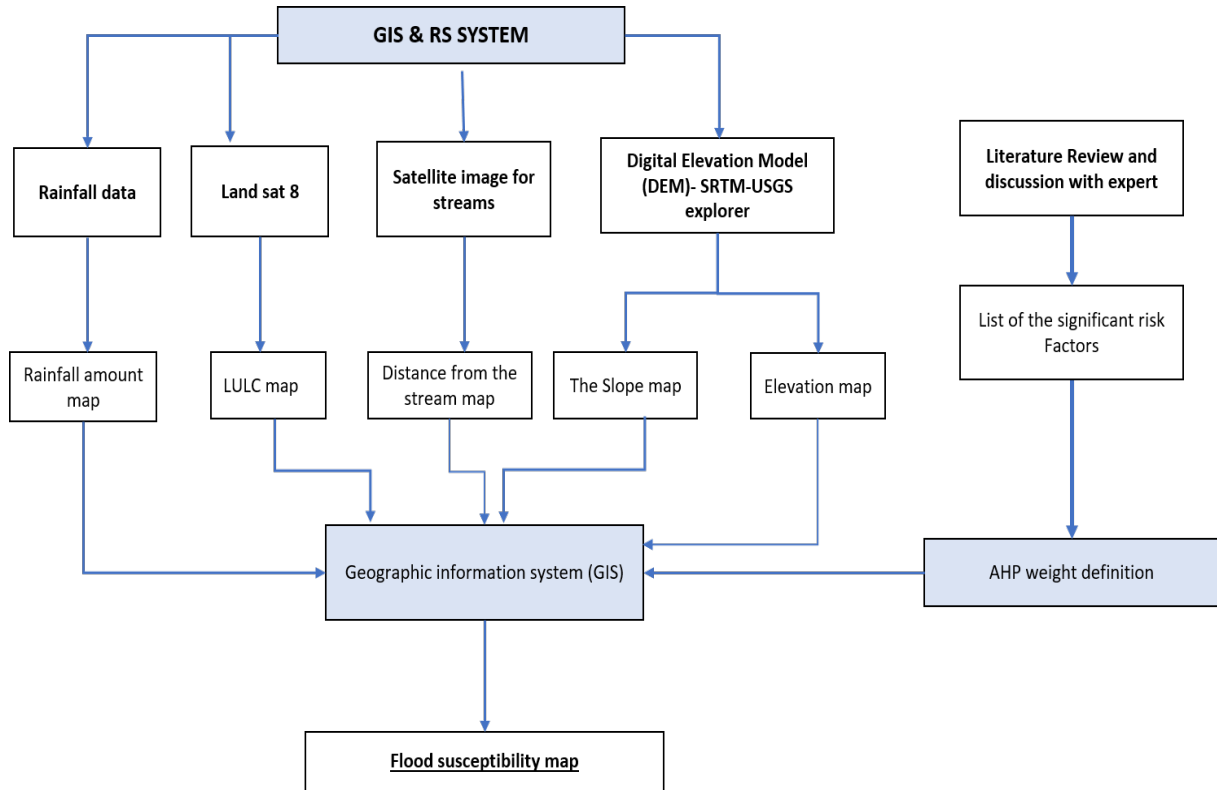 GIS & RS SYSTEM
Rainfall data
Land sat 8
Satellite image for
streams
Digital Elevation Model
(DEM)- SRTM-USGS
explorer
Literature Review and
discussion with expert
List of the significant risk
Factors
Rainfall amount
map
LULC map
Distance from the
stream map
The Slope map
Elevation map
Geographic information system (GIS)
AHP weight definition
Flood susceptibility map